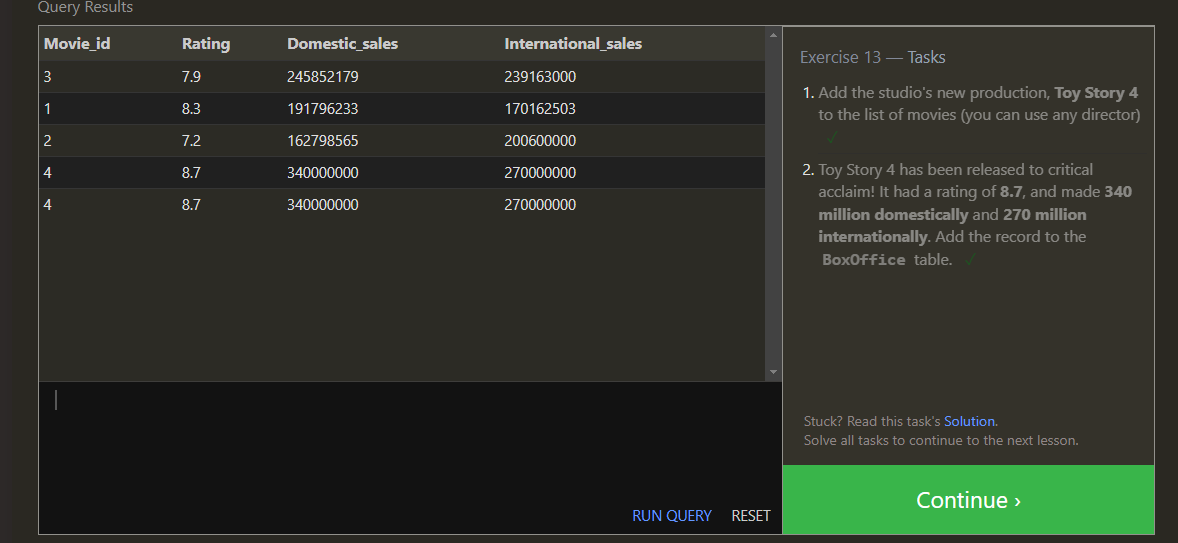 Query Results
Movie_id Rating Domestic_sales International_sales
3 7.9 245852179 239163000
1 8.3 191796233 170162503
2 7.2 162798565 200600000
4 8.7 340000000 270000000
4 8.7 340000000 270000000
RUN QUERY RESET
Exercise 13 — Tasks
1. Add the studio's new production, Toy Story 4
to the list of movies (you can use any director)
✓
2. Toy Story 4 has been released to critical
acclaim! It had a rating of 8.7, and made 340
million domestically and 270 million
internationally. Add the record to the
BoxOffice table. ✓
Stuck? Read this task's Solution.
Solve all tasks to continue to the next lesson.
Continue ›